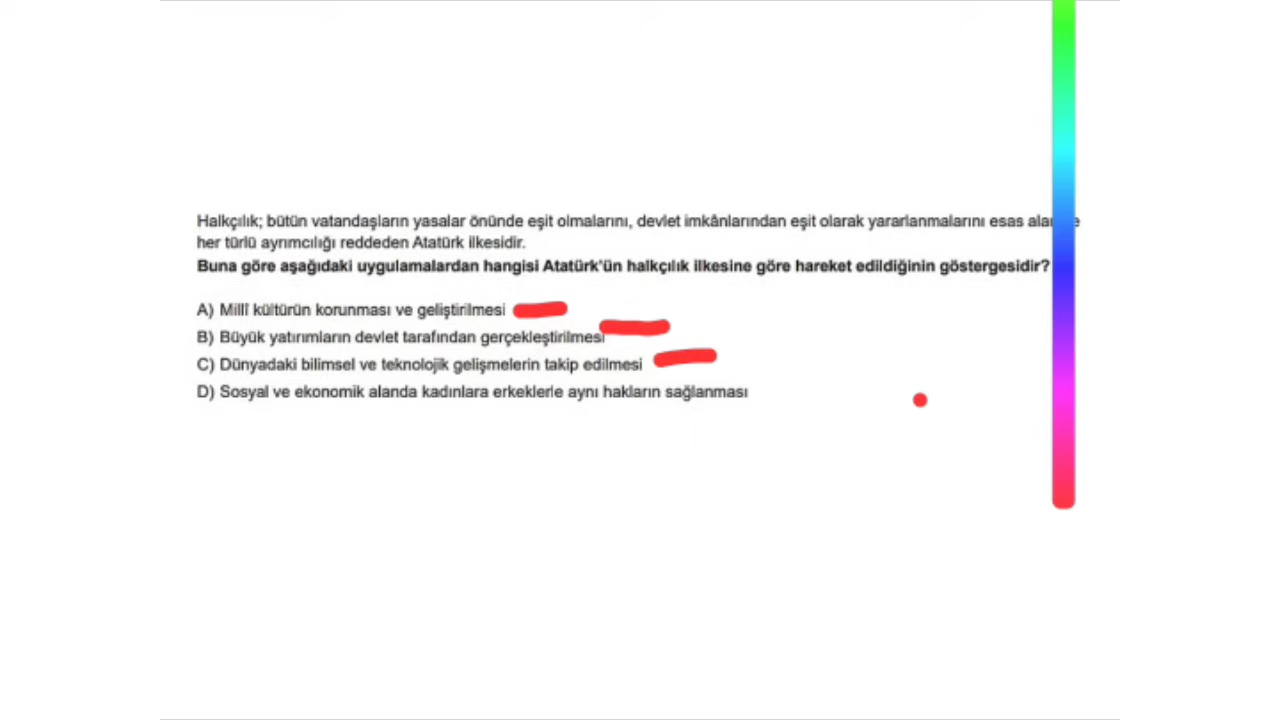 Halkçılık; bütün vatandaşların yasalar önünde eşit olmalarını, devlet imkânlarından eşit olarak yararlanmalarını esas
her türlü ayrımcılığı reddeden Atatürk ilkesidir.
Buna göre aşağıdaki uygulamalardan hangisi Atatürk'ün halkçılık ilkesine göre hareket edildiğinin göstergesidir?
A) Millî kültürün korunması ve geliştirilmesi
B) Büyük yatırımların devlet tarafından gerçekleştirilmesi
C) Dünyadaki bilimsel ve teknolojik gelişmelerin takip edilmesi
D) Sosyal ve ekonomik alanda kadınlara erkeklerle aynı hakların sağlanması